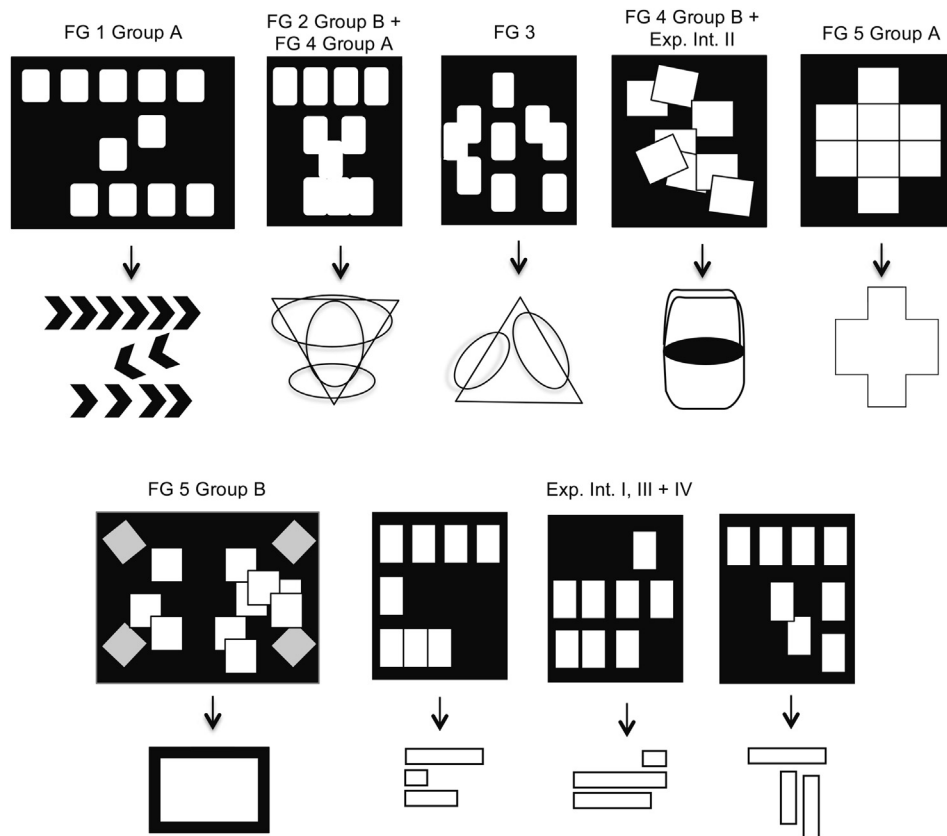 FG 1 Group A
FG 2 Group B +
FG 4 Group A
FG 3
FG 4 Group B +
Exp. Int. II
FG 5 Group A
FG 5 Group B
Exp. Int. I, III + IV